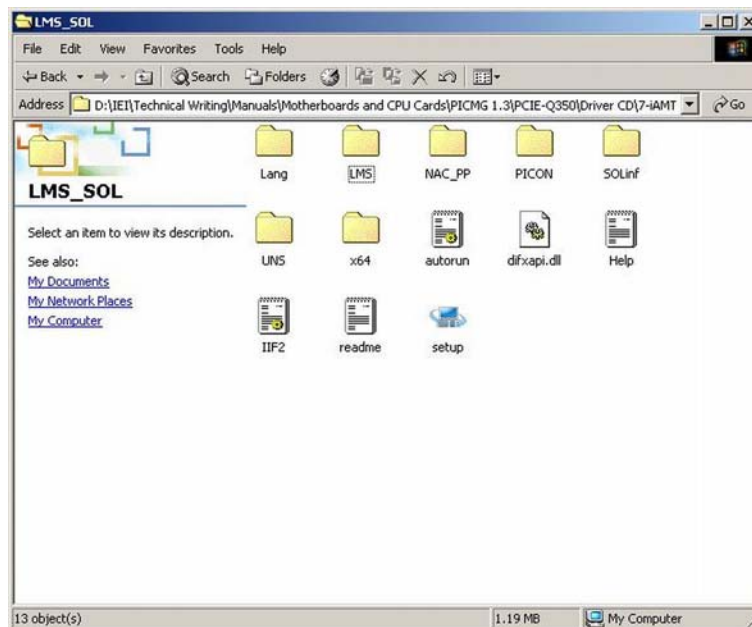 LMS_SOL
File Edit View Favorites Tools Help
Back Search Folders
Address D:\IEI\Technical Writing\Manuals\Motherboards and CPU Cards\PICMG 1.3\PCIE-Q350\Driver CD\7-iAMT Go
LMS_SOL
Select an item to view its description.
See also:
My Documents
My Network Places
My Computer
Lang LMS NAC_PP PICON SOLinf
UNS x64 autorun difxapi.dll Help
IIF2 readme setup
13 object(s) 1.19 MB My Computer